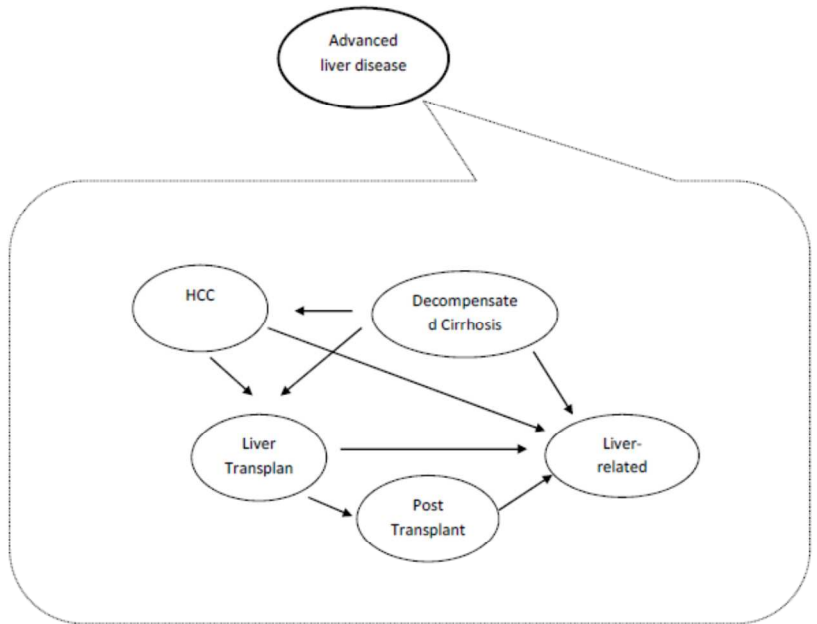 Advanced
liver disease
HCC
Decompensate
d Cirrhosis
Liver
Transplan
Liver-
related
Post
Transplant